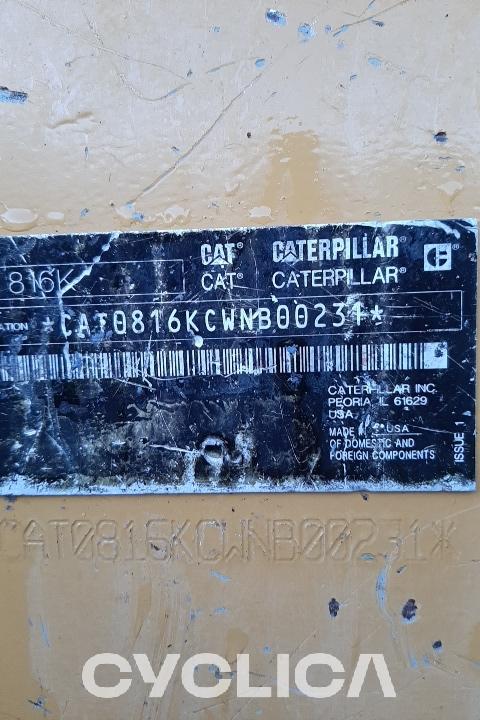 CAT® CATERPILLAR®
816K CAT® CATERPILLAR®
*CAT0816KCWNB00231*
CATERPILLAR INC.
PEORIA, IL 61629
USA
MADE IN USA
OF DOMESTIC AND
FOREIGN COMPONENTS
ISSUE 1
CAT0816KCWNB00231*
CYCLICA